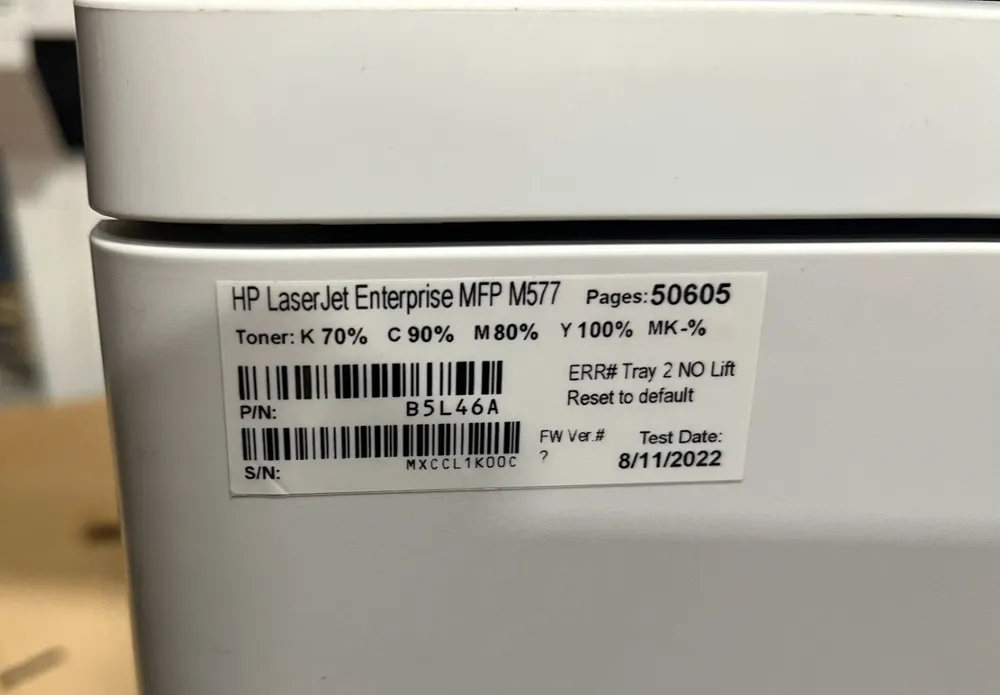 HP LaserJet Enterprise MFP M577 Pages: 50605
Toner: K 70% C 90% M 80% Y 100% MK-%
ERR# Tray 2 NO Lift
Reset to default
P/N: B5L46A
FW Ver.# Test Date:
? 8/11/2022
S/N: MXCCL1K00C